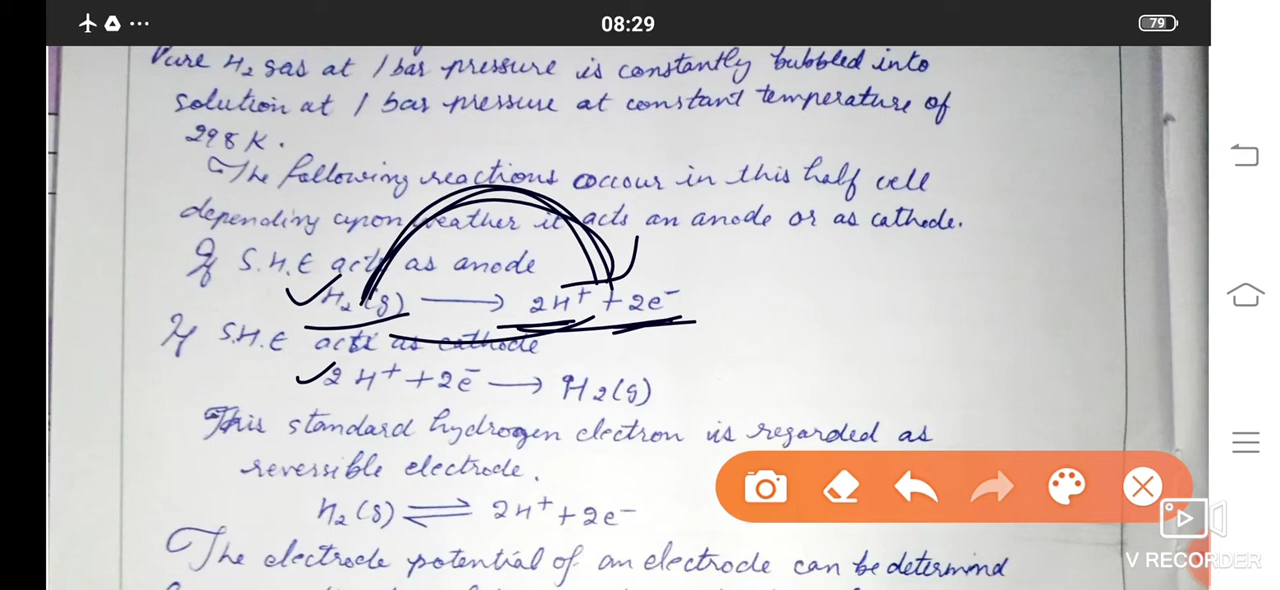 08:29
79
Pure H₂ gas at 1 bar pressure is constantly bubbled into
solution at 1 bar pressure at constant temperature of
298 K.
The following reactions occour in this half cell
depending upon weather it acts an anode or as cathode.
If S.H.E acts as anode
H₂(g) ⟶ 2H⁺ + 2e⁻
If S.H.E acts as cathode
2H⁺ + 2e⁻ ⟶ H₂(g)
This standard hydrogen electron is regarded as
reverssible electrode.
H₂(g) ⇌ 2H⁺ + 2e⁻
The electrode potential of an electrode can be determind
V RECORDER